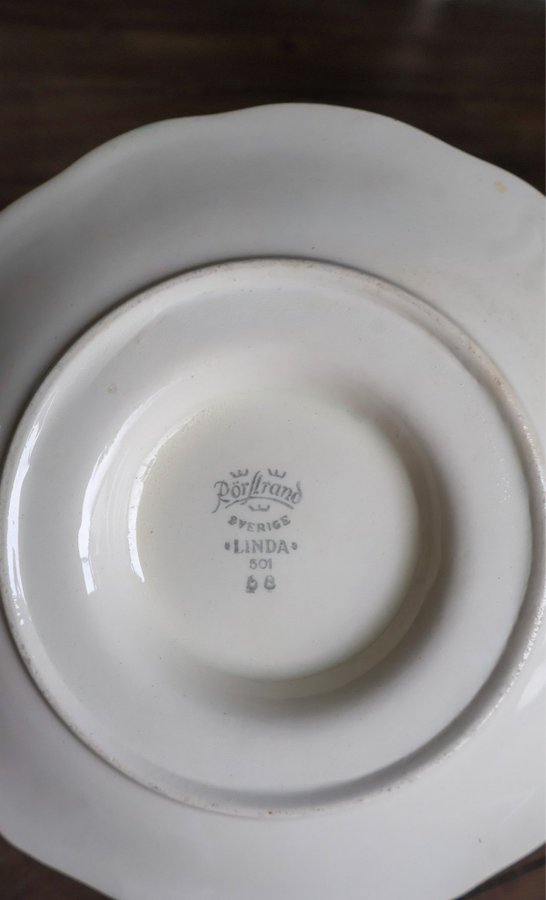 Rörstrand
SVERIGE
LINDA
501